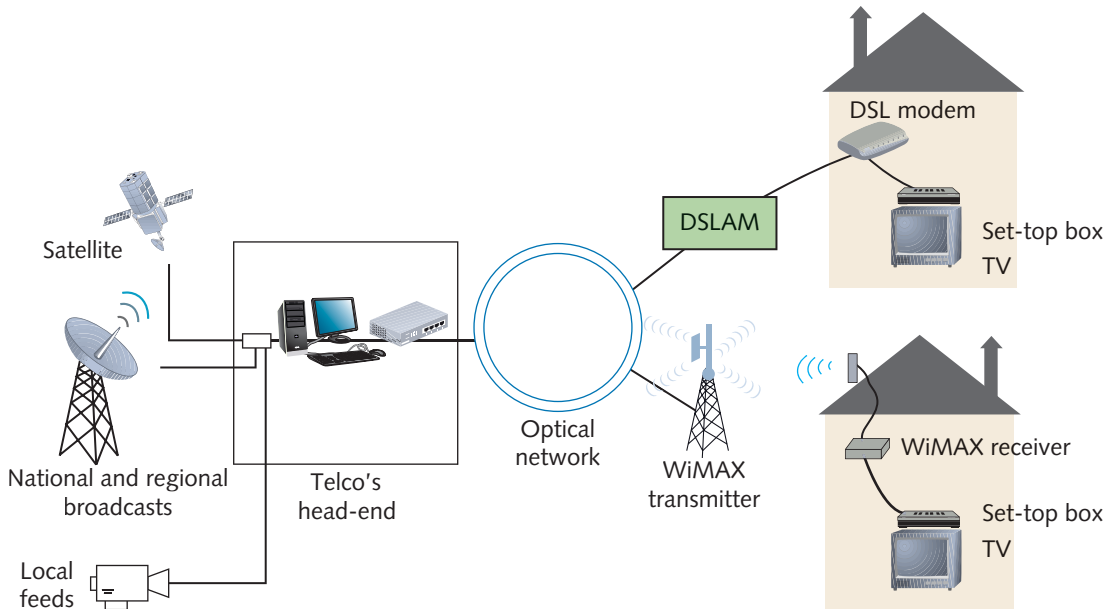 Satellite
National and regional
broadcasts
Local
feeds
Telco's
head-end
Optical
network
DSLAM
WiMAX
transmitter
DSL modem
Set-top box
TV
WiMAX receiver
Set-top box
TV